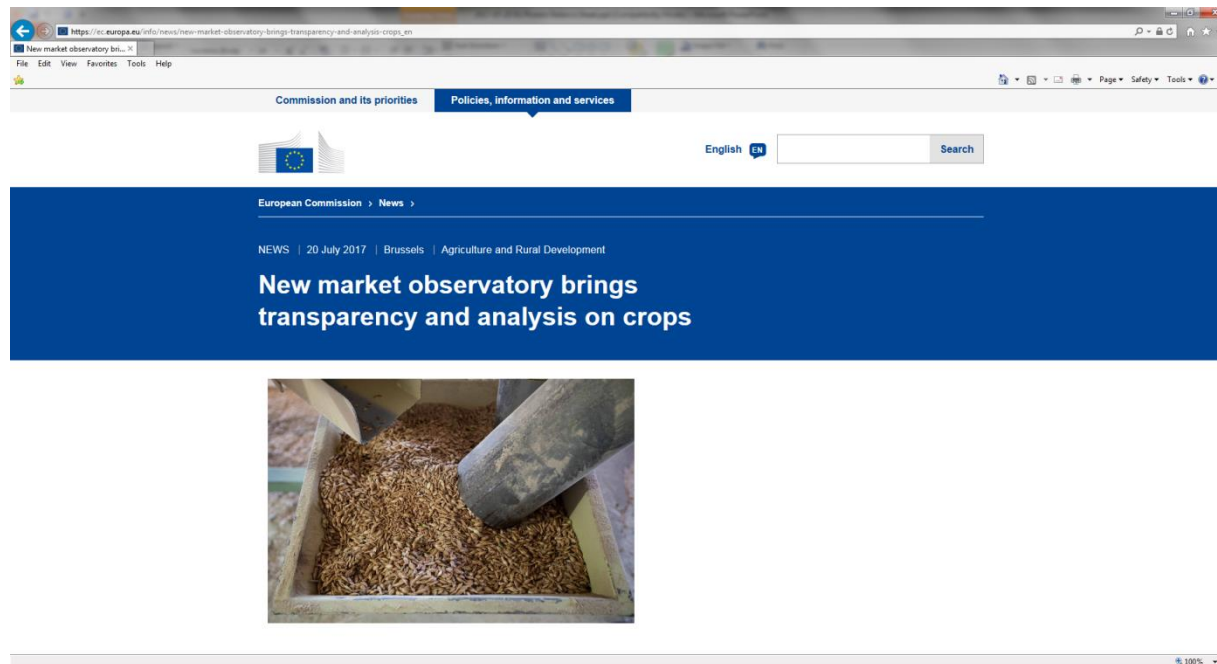 https://ec.europa.eu/info/news/new-market-observatory-brings-transparency-and-analysis-crops_en
New market observatory bri...
File Edit View Favorites Tools Help
Page Safety Tools
Commission and its priorities Policies, information and services
English EN Search
European Commission > News >
NEWS | 20 July 2017 | Brussels | Agriculture and Rural Development
New market observatory brings
transparency and analysis on crops
100%